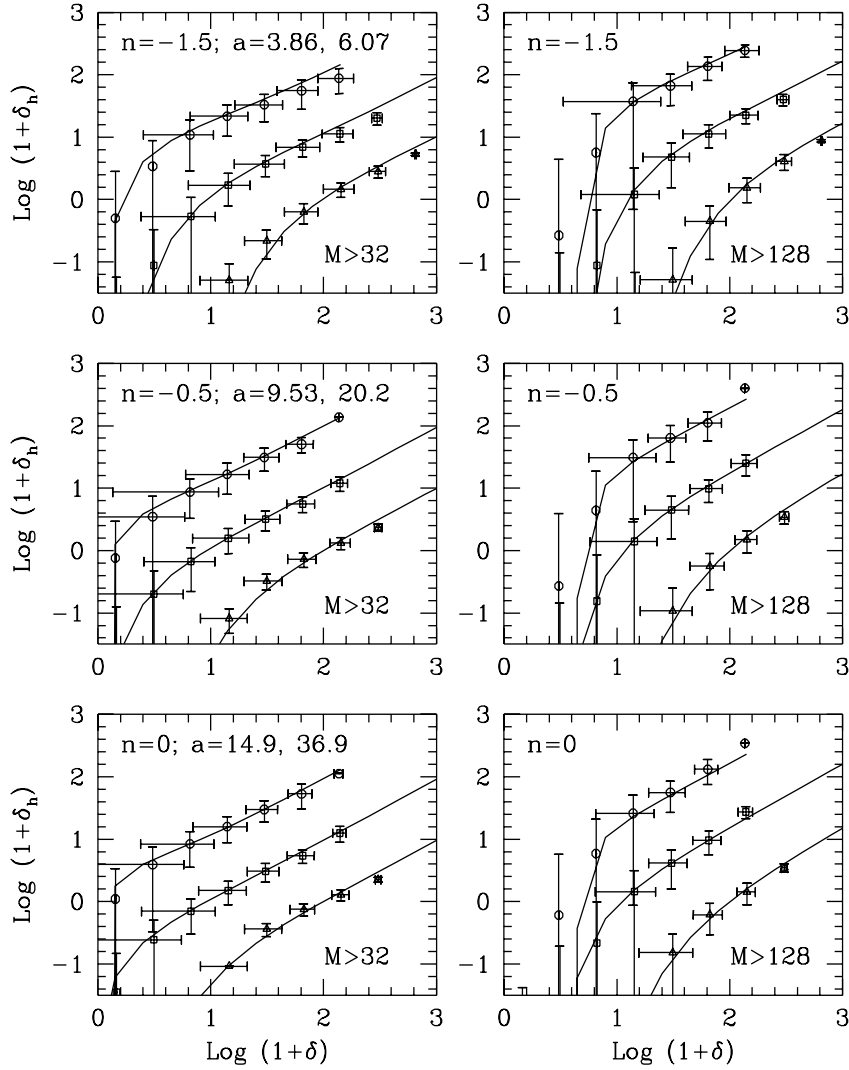 n=−1.5; a=3.86, 6.07
n=−1.5
3
2
1
0
−1
3
2
1
0
−1
Log (1+δh)
M>32
M>128
0 1 2 3
0 1 2 3
n=−0.5; a=9.53, 20.2
n=−0.5
3
2
1
0
−1
3
2
1
0
−1
Log (1+δh)
M>32
M>128
0 1 2 3
0 1 2 3
n=0; a=14.9, 36.9
n=0
3
2
1
0
−1
3
2
1
0
−1
Log (1+δh)
M>32
M>128
0 1 2 3
0 1 2 3
Log (1+δ)
Log (1+δ)